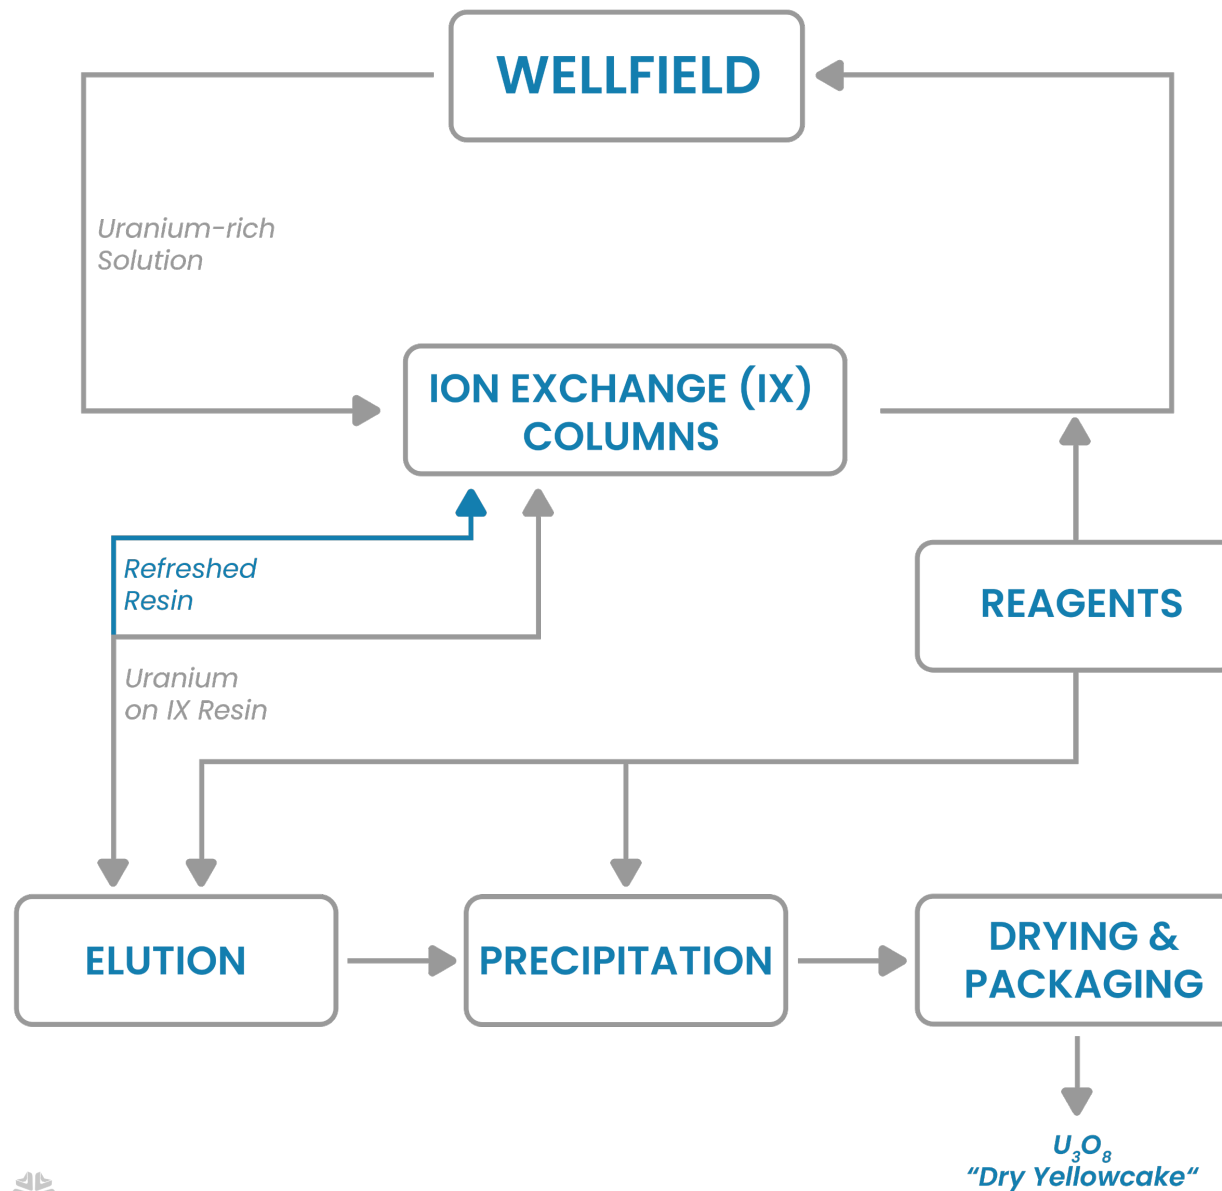 WELLFIELD
Uranium-rich
Solution
ION EXCHANGE (IX)
COLUMNS
Refreshed
Resin
REAGENTS
Uranium
on IX Resin
ELUTION
PRECIPITATION
DRYING &
PACKAGING
U₃O₈
“Dry Yellowcake“